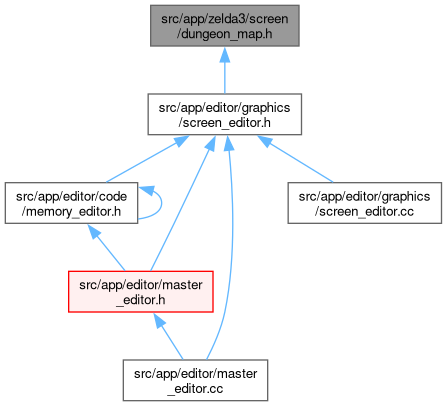 src/app/zelda3/screen
/dungeon_map.h
src/app/editor/graphics
/screen_editor.h
src/app/editor/code
/memory_editor.h
src/app/editor/graphics
/screen_editor.cc
src/app/editor/master
_editor.h
src/app/editor/master
_editor.cc